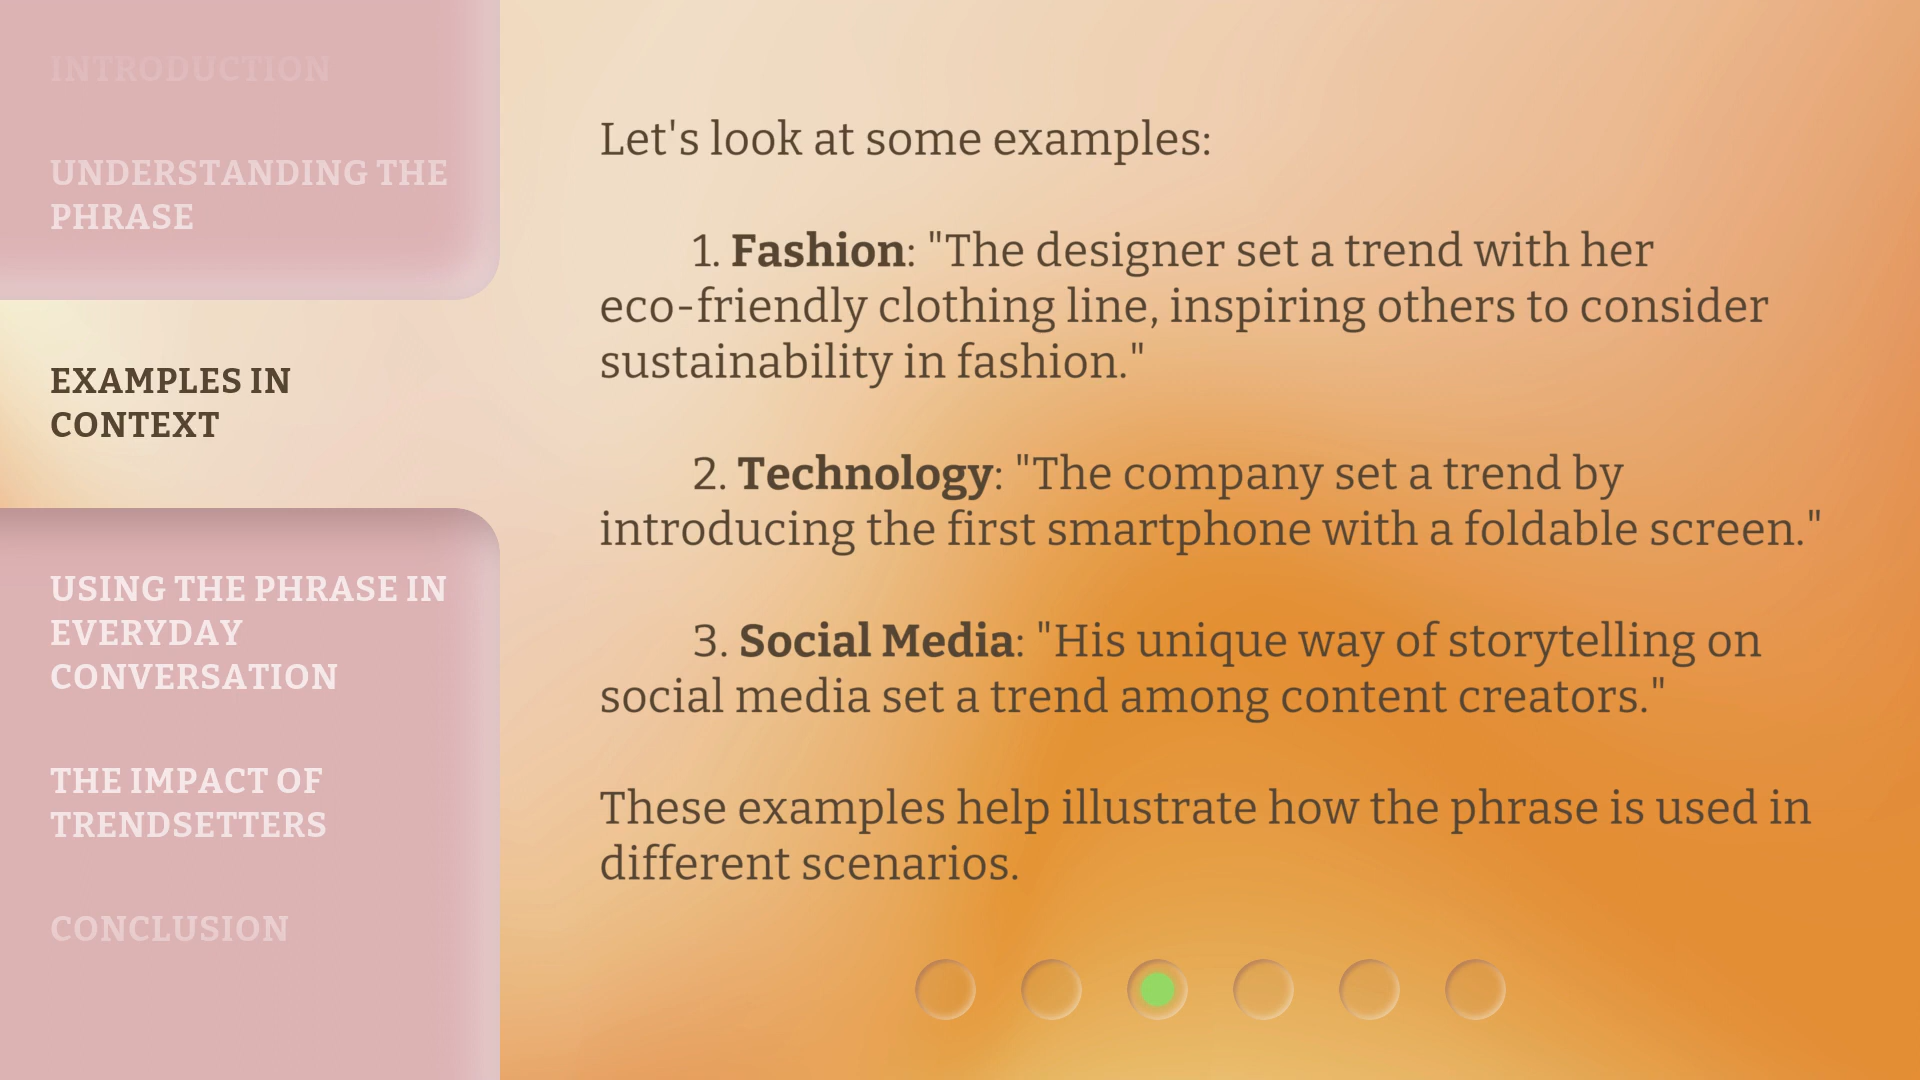 INTRODUCTION
UNDERSTANDING THE
PHRASE
EXAMPLES IN
CONTEXT
USING THE PHRASE IN
EVERYDAY
CONVERSATION
THE IMPACT OF
TRENDSETTERS
CONCLUSION
Let's look at some examples:
1. Fashion: "The designer set a trend with her
eco-friendly clothing line, inspiring others to consider
sustainability in fashion."
2. Technology: "The company set a trend by
introducing the first smartphone with a foldable screen."
3. Social Media: "His unique way of storytelling on
social media set a trend among content creators."
These examples help illustrate how the phrase is used in
different scenarios.